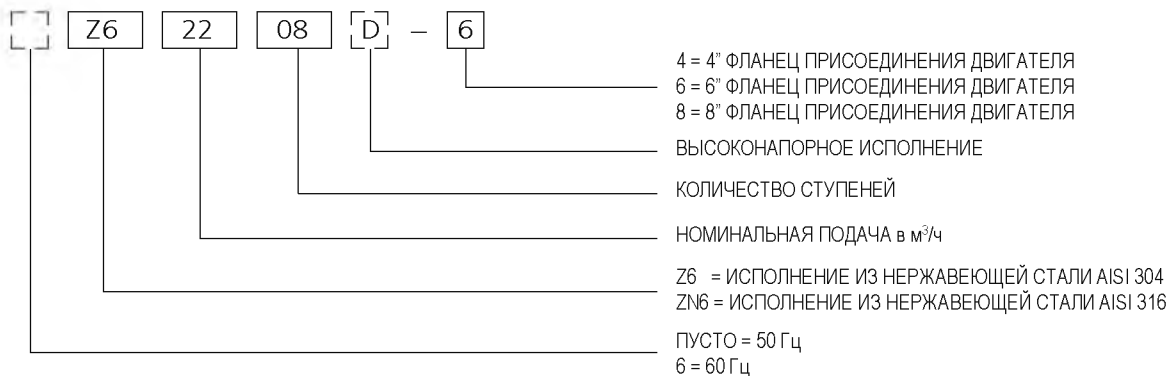 Z6 22 08 D – 6
4 = 4” ФЛАНЕЦ ПРИСОЕДИНЕНИЯ ДВИГАТЕЛЯ
6 = 6” ФЛАНЕЦ ПРИСОЕДИНЕНИЯ ДВИГАТЕЛЯ
8 = 8” ФЛАНЕЦ ПРИСОЕДИНЕНИЯ ДВИГАТЕЛЯ
ВЫСОКОНАПОРНОЕ ИСПОЛНЕНИЕ
КОЛИЧЕСТВО СТУПЕНЕЙ
НОМИНАЛЬНАЯ ПОДАЧА в м³/ч
Z6 = ИСПОЛНЕНИЕ ИЗ НЕРЖАВЕЮЩЕЙ СТАЛИ AISI 304
ZN6 = ИСПОЛНЕНИЕ ИЗ НЕРЖАВЕЮЩЕЙ СТАЛИ AISI 316
ПУСТО = 50 Гц
6 = 60 Гц